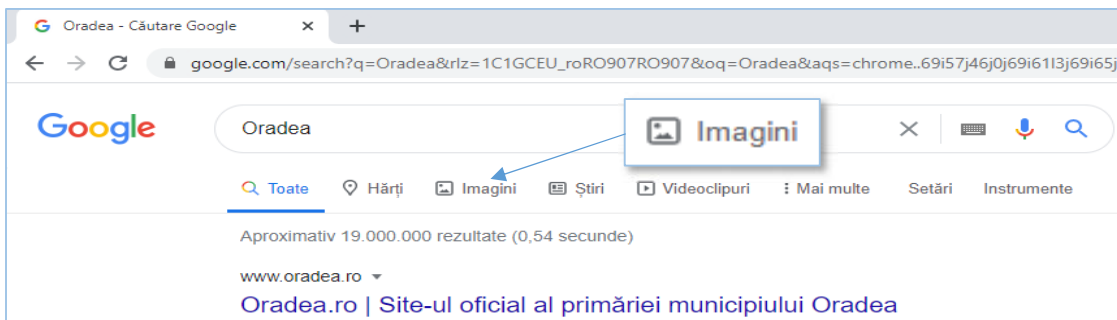 Oradea - Căutare Google
google.com/search?q=Oradea&rlz=1C1GCEU_roRO907RO907&oq=Oradea&aqs=chrome..69i57j46j0j69i61l3j69i65j
Google Oradea Imagini
Toate Hărți Imagini Știri Videoclipuri Mai multe Setări Instrumente
Aproximativ 19.000.000 rezultate (0,54 secunde)
www.oradea.ro
Oradea.ro | Site-ul oficial al primăriei municipiului Oradea